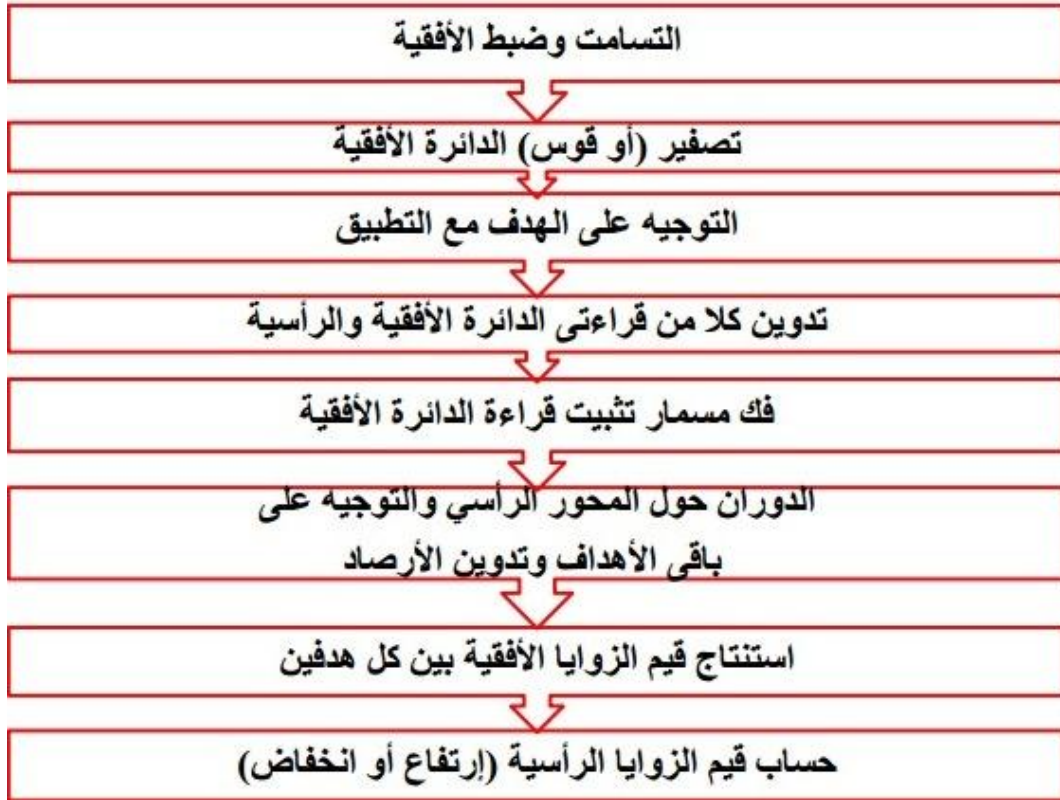 التسامت وضبط الأفقية
تصفير (أو قوس) الدائرة الأفقية
التوجيه على الهدف مع التطبيق
تدوين كلا من قراءتى الدائرة الأفقية والرأسية
فك مسمار تثبيت قراءة الدائرة الأفقية
الدوران حول المحور الرأسي والتوجيه على
باقى الأهداف وتدوين الأرصاد
استنتاج قيم الزوايا الأفقية بين كل هدفين
حساب قيم الزوايا الرأسية (إرتفاع أو انخفاض)